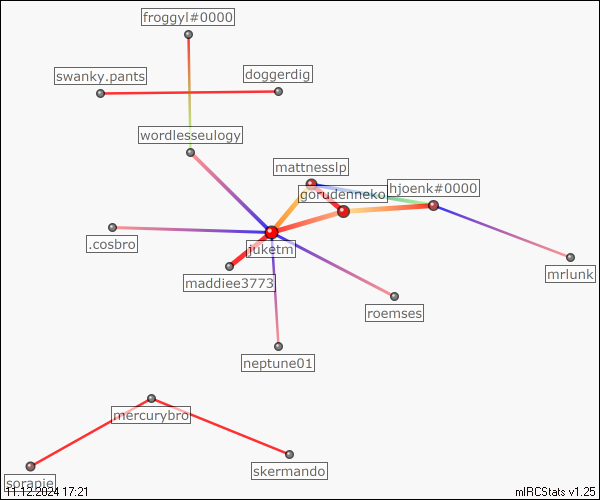 froggyl#0000
swanky.pants
doggerdig
wordlesseulogy
mattnesslp
gorudenneko
hjoenk#0000
.cosbro
juketm
maddiee3773
mrlunk
roemses
neptune01
mercurybro
skermando
sorapie
11.12.2024 17:21
mIRCStats v1.25